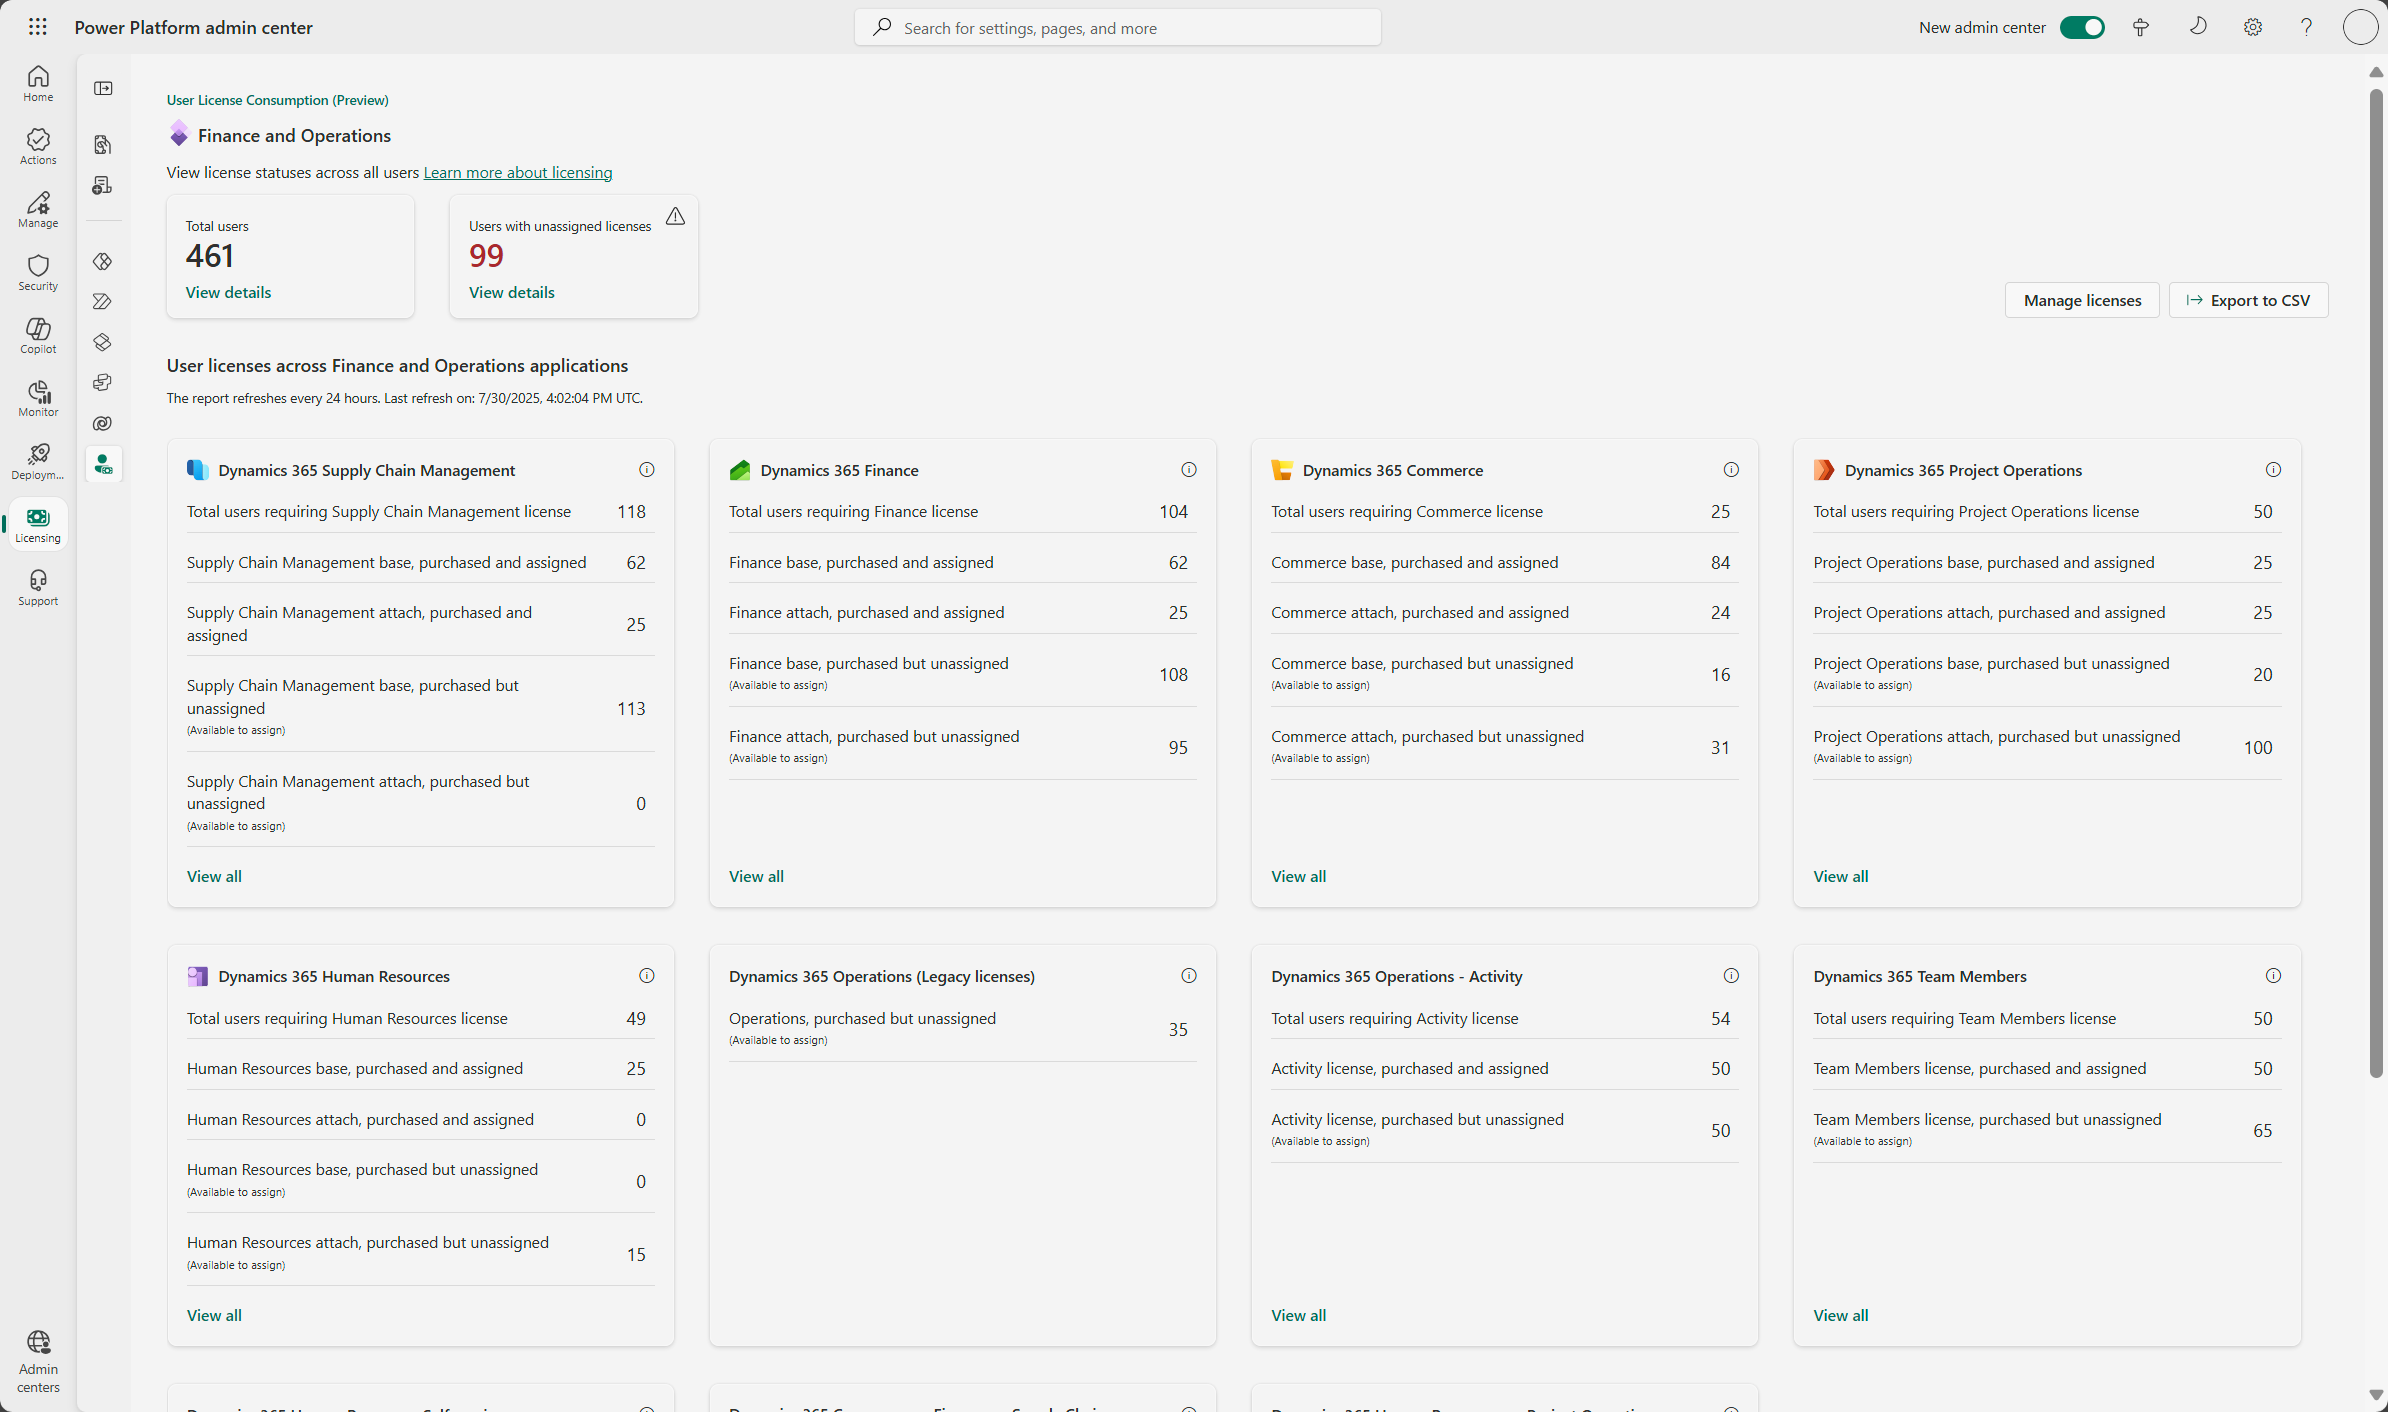 Power Platform admin center
Search for settings, pages, and more
New admin center
Home
Actions
Manage
Security
Copilot
Monitor
Deploym...
Licensing
Support
Admin
centers
User License Consumption (Preview)
Finance and Operations
View license statuses across all users Learn more about licensing
Total users
461
View details
Users with unassigned licenses
99
View details
Manage licenses
Export to CSV
User licenses across Finance and Operations applications
The report refreshes every 24 hours. Last refresh on: 7/30/2025, 4:02:04 PM UTC.
Dynamics 365 Supply Chain Management
Total users requiring Supply Chain Management license 118
Supply Chain Management base, purchased and assigned 62
Supply Chain Management attach, purchased and
assigned
25
Supply Chain Management base, purchased but
unassigned
(Available to assign)
113
Supply Chain Management attach, purchased but
unassigned
(Available to assign)
0
View all
Dynamics 365 Finance
Total users requiring Finance license 104
Finance base, purchased and assigned 62
Finance attach, purchased and assigned 25
Finance base, purchased but unassigned
(Available to assign)
108
Finance attach, purchased but unassigned
(Available to assign)
95
View all
Dynamics 365 Commerce
Total users requiring Commerce license 25
Commerce base, purchased and assigned 84
Commerce attach, purchased and assigned 24
Commerce base, purchased but unassigned
(Available to assign)
16
Commerce attach, purchased but unassigned
(Available to assign)
31
View all
Dynamics 365 Project Operations
Total users requiring Project Operations license 50
Project Operations base, purchased and assigned 25
Project Operations attach, purchased and assigned 25
Project Operations base, purchased but unassigned
(Available to assign)
20
Project Operations attach, purchased but unassigned
(Available to assign)
100
View all
Dynamics 365 Human Resources
Total users requiring Human Resources license 49
Human Resources base, purchased and assigned 25
Human Resources attach, purchased and assigned 0
Human Resources base, purchased but unassigned
(Available to assign)
0
Human Resources attach, purchased but unassigned
(Available to assign)
15
View all
Dynamics 365 Operations (Legacy licenses)
Operations, purchased but unassigned
(Available to assign)
35
Dynamics 365 Operations - Activity
Total users requiring Activity license 54
Activity license, purchased and assigned 50
Activity license, purchased but unassigned
(Available to assign)
50
View all
Dynamics 365 Team Members
Total users requiring Team Members license 50
Team Members license, purchased and assigned 50
Team Members license, purchased but unassigned
(Available to assign)
65
View all